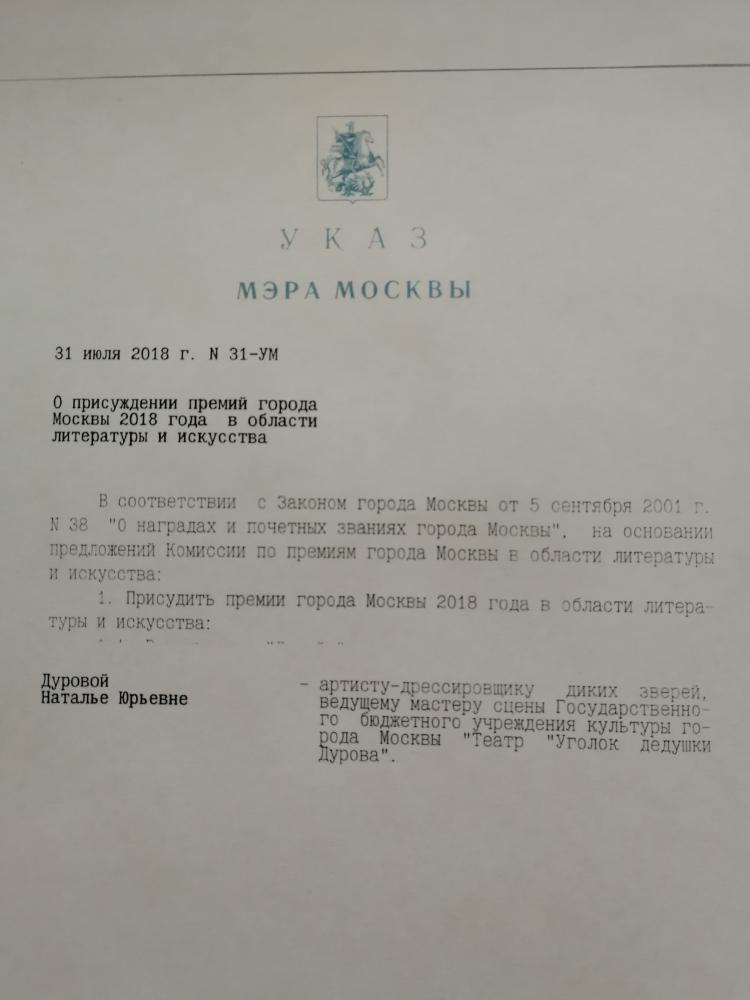 У К А З
МЭРА МОСКВЫ
31 июля 2018 г. N 31-УМ
О присуждении премий города
Москвы 2018 года в области
литературы и искусства
В соответствии с Законом города Москвы от 5 сентября 2001 г.
N 38 "О наградах и почетных званиях города Москвы", на основании
предложений Комиссии по премиям города Москвы в области литературы
и искусства:
1. Присудить премии города Москвы 2018 года в области литера-
туры и искусства:
Дуровой
Наталье Юрьевне
- артисту-дрессировщику диких зверей,
ведущему мастеру сцены Государственно-
го бюджетного учреждения культуры го-
рода Москвы "Театр "Уголок дедушки
Дурова".